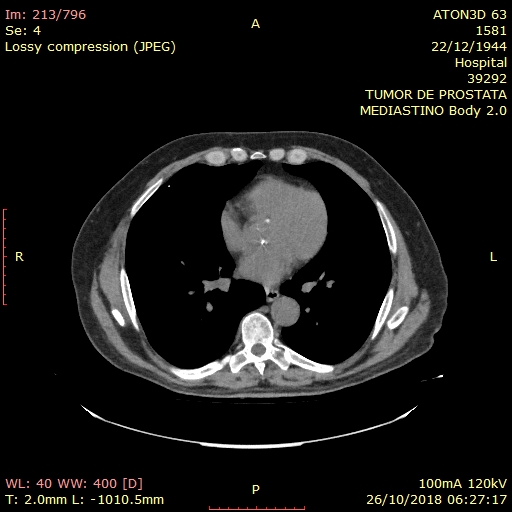 Im: 213/796
Se: 4
Lossy compression (JPEG)
A
ATON3D 63
1581
22/12/1944
Hospital
39292
TUMOR DE PROSTATA
MEDIASTINO Body 2.0
R
L
WL: 40 WW: 400 [D]
T: 2.0mm L: -1010.5mm
P
100mA 120kV
26/10/2018 06:27:17